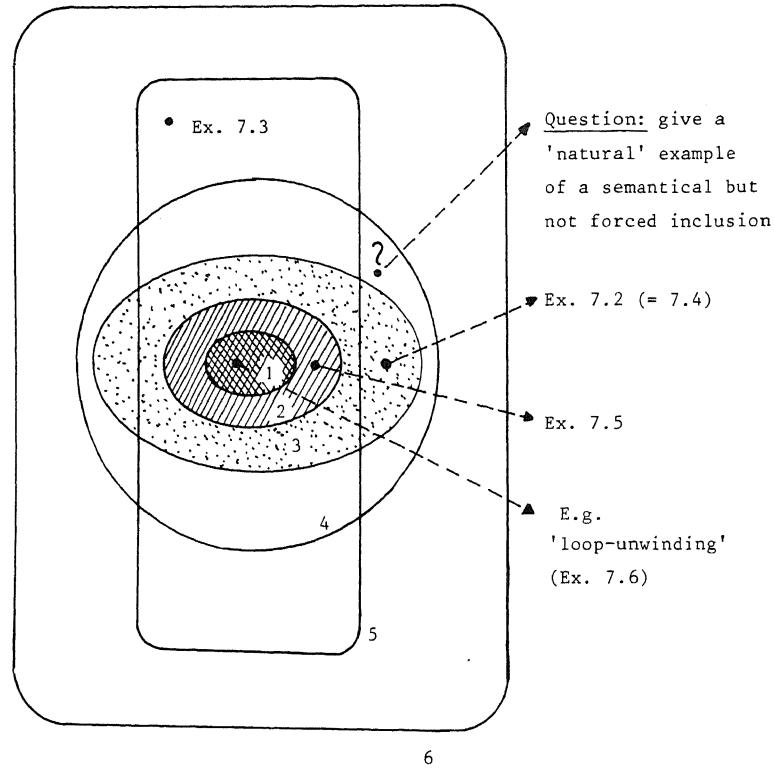 Ex. 7.3
Question: give a
'natural' example
of a semantical but
not forced inclusion
?
Ex. 7.2 (= 7.4)
1
2
Ex. 7.5
3
4
E.g.
'loop-unwinding'
(Ex. 7.6)
5
6